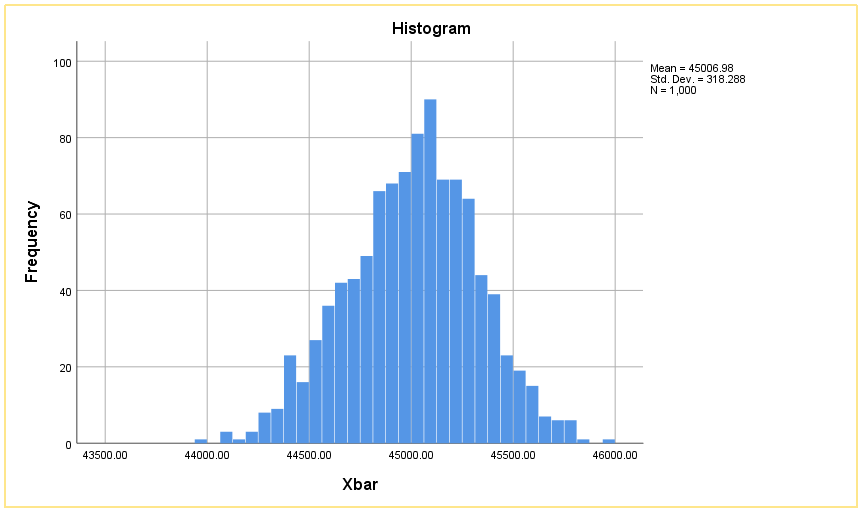 Histogram
Mean = 45006.98
Std. Dev. = 318.288
N = 1,000
100
80
60
40
20
0
Frequency
43500.00 44000.00 44500.00 45000.00 45500.00 46000.00
Xbar